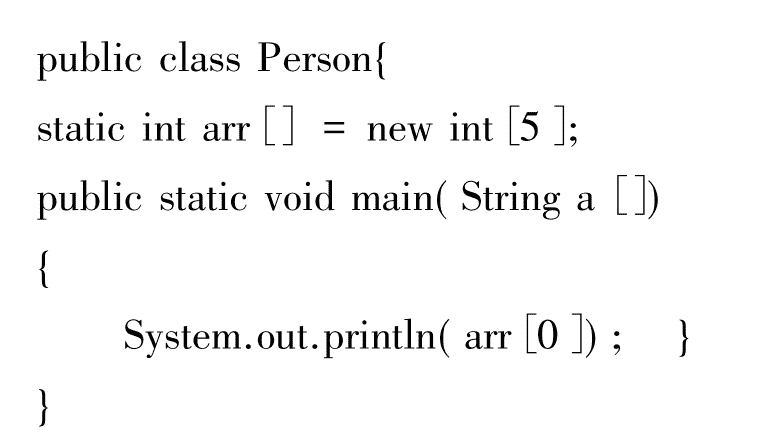 public class Person{
static int arr[] = new int[5 ];
public static void main( String a [])
{
System.out.println( arr [0 ]) ; }
}